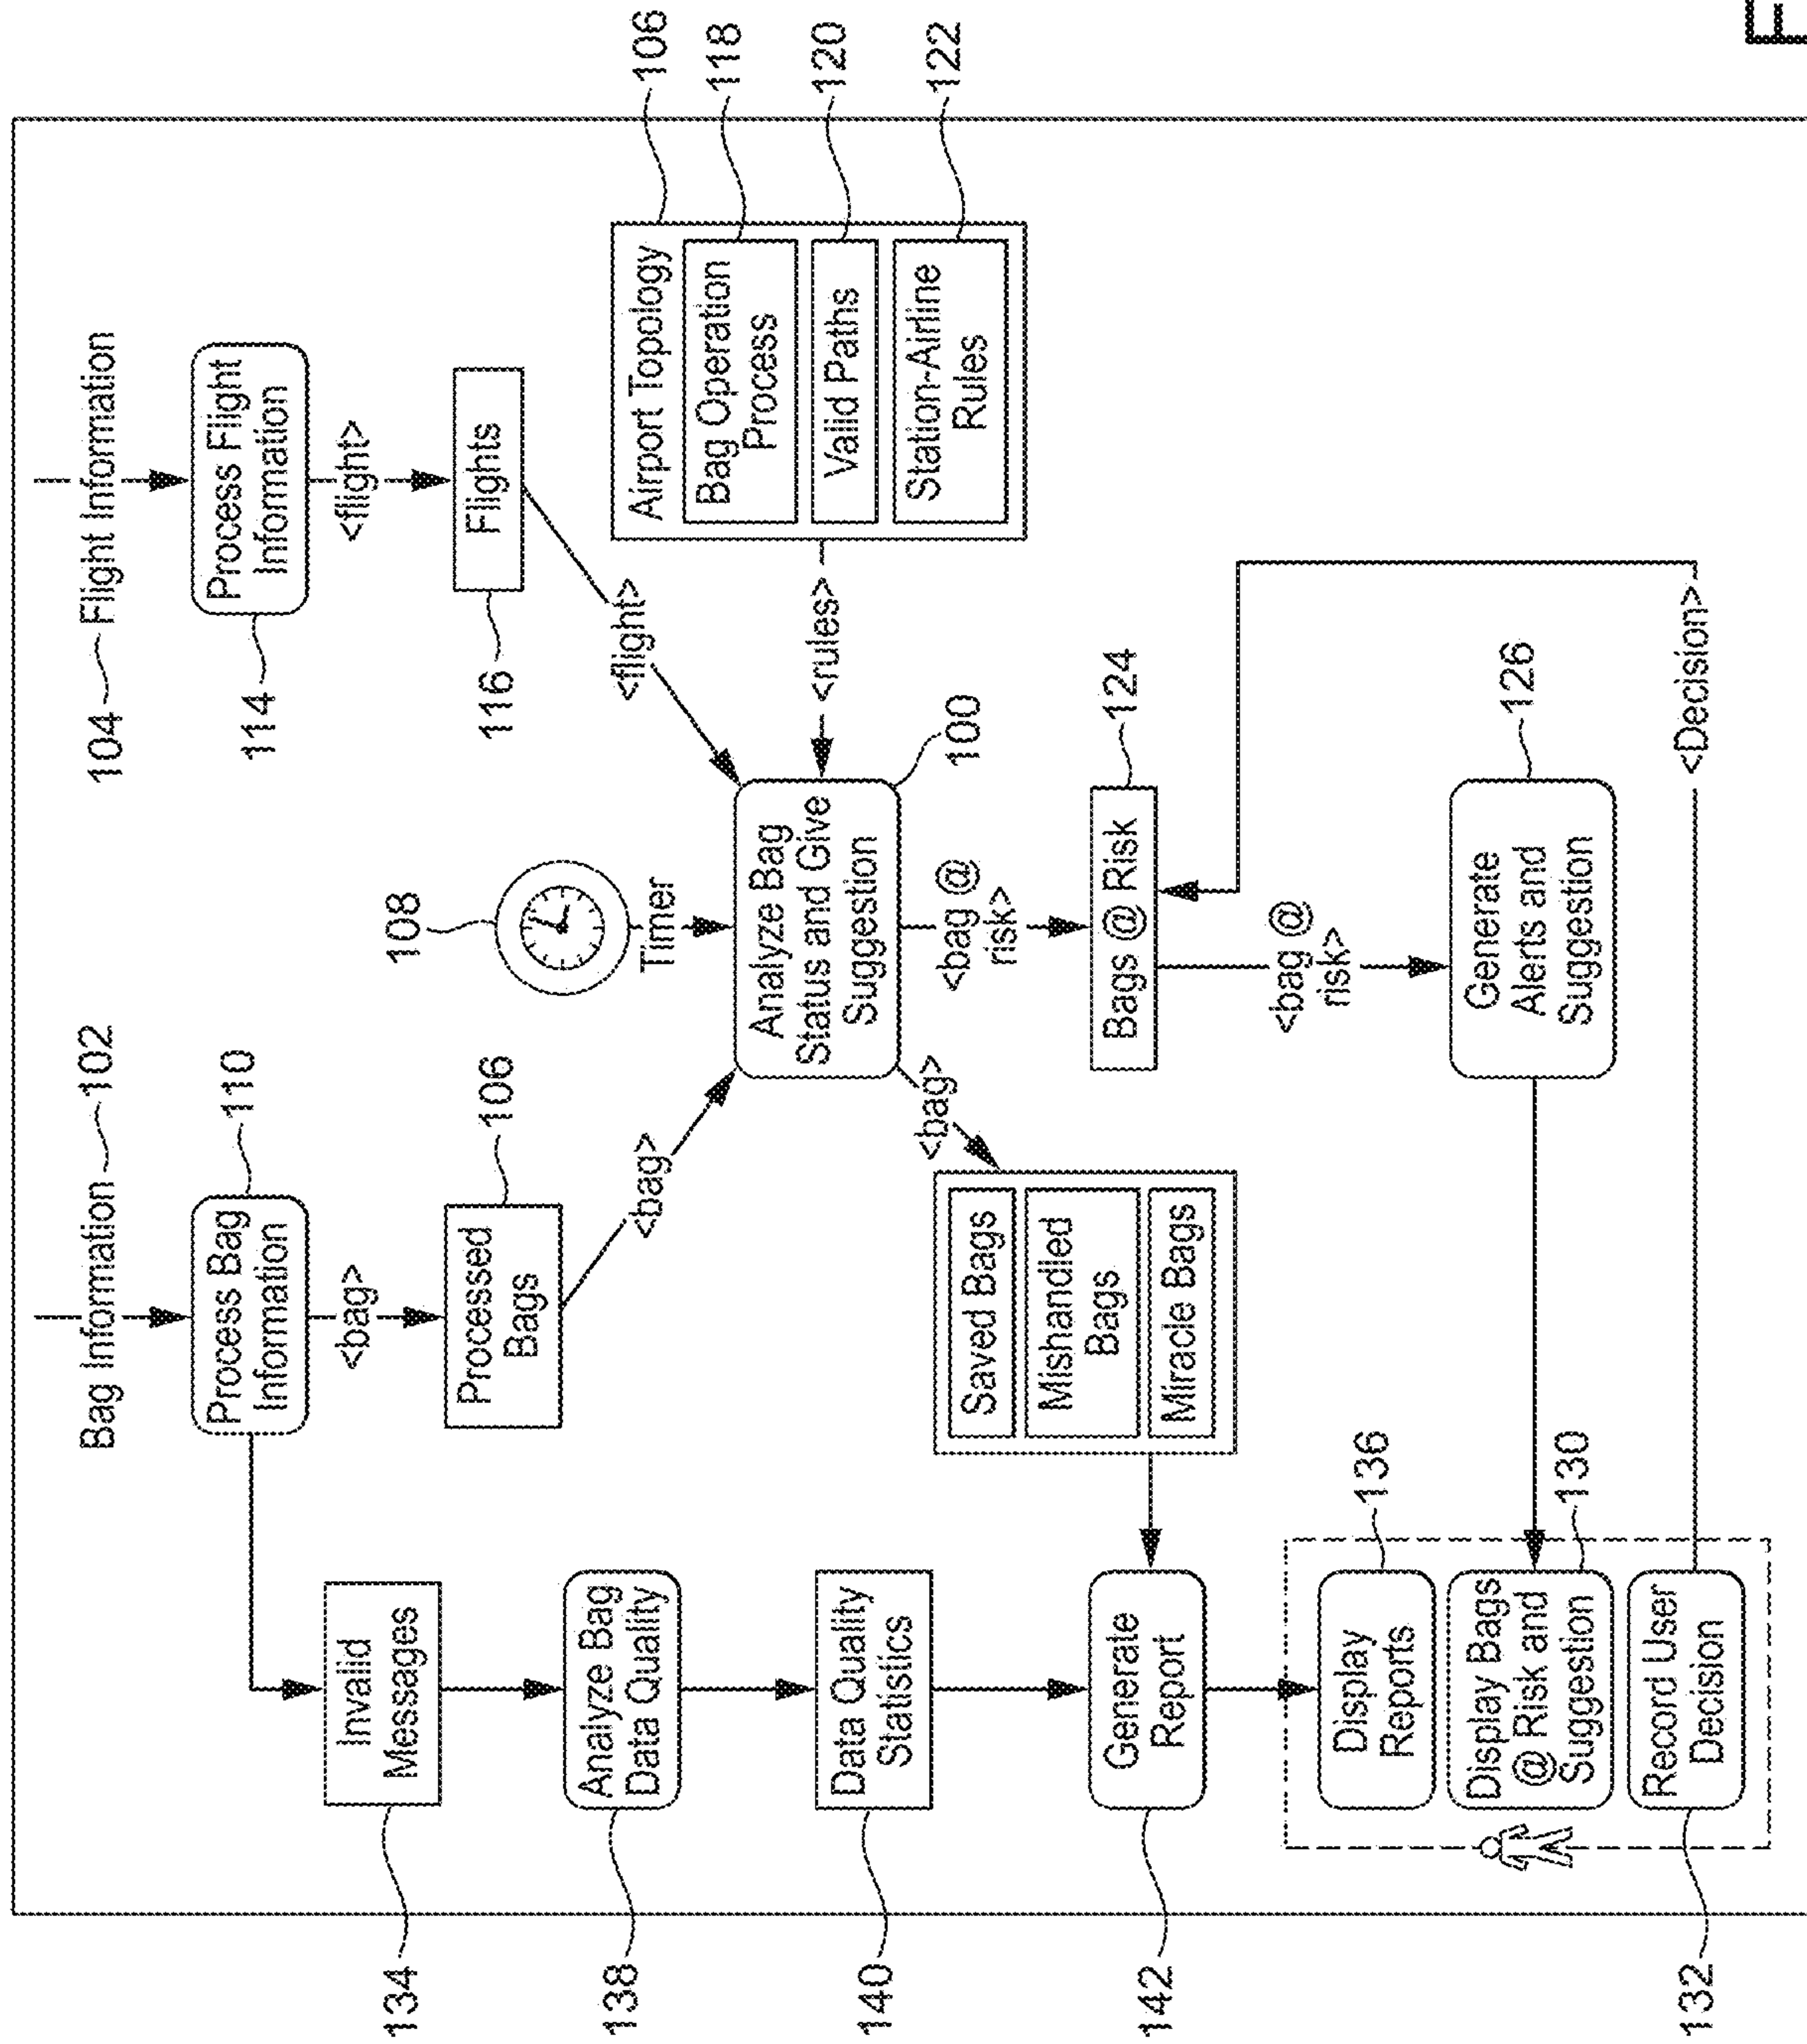 Bag Information
102
104
Flight Information
Process Bag
Information
110
114
Process Flight
Information
<bag>
<flight>
Invalid
Messages
134
Processed
Bags
106
108
Timer
116
Flights
<bag>
<flight>
106
Airport Topology
Bag Operation
Process
118
Valid Paths
120
Station-Airline
Rules
122
<rules>
Analyze Bag
Data Quality
138
Analyze Bag
Status and Give
Suggestion
100
Data Quality
Statistics
140
<bag>
<bag @
risk>
Saved Bags
Mishandled
Bags
Miracle Bags
Bags @ Risk
124
Generate
Report
142
<bag @
risk>
Display
Reports
136
Display Bags
@ Risk and
Suggestion
130
Generate
Alerts and
Suggestion
126
Record User
Decision
132
<Decision>